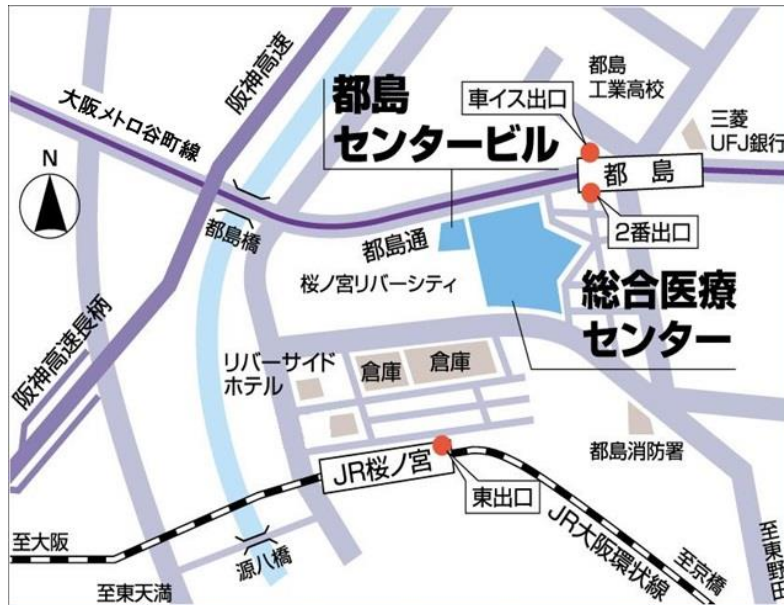 大阪メトロ谷町線
阪神高速
都島
センタービル
車イス出口
都島
工業高校
三菱
UFJ銀行
N
都島
2番出口
都島橋
都島通
桜ノ宮リバーシティ
総合医療
センター
阪神高速長柄
リバーサイド
ホテル
倉庫
倉庫
都島消防署
JR桜ノ宮
東出口
JR大阪環状線
至大阪
源八橋
至東天満
至京橋
至東野田